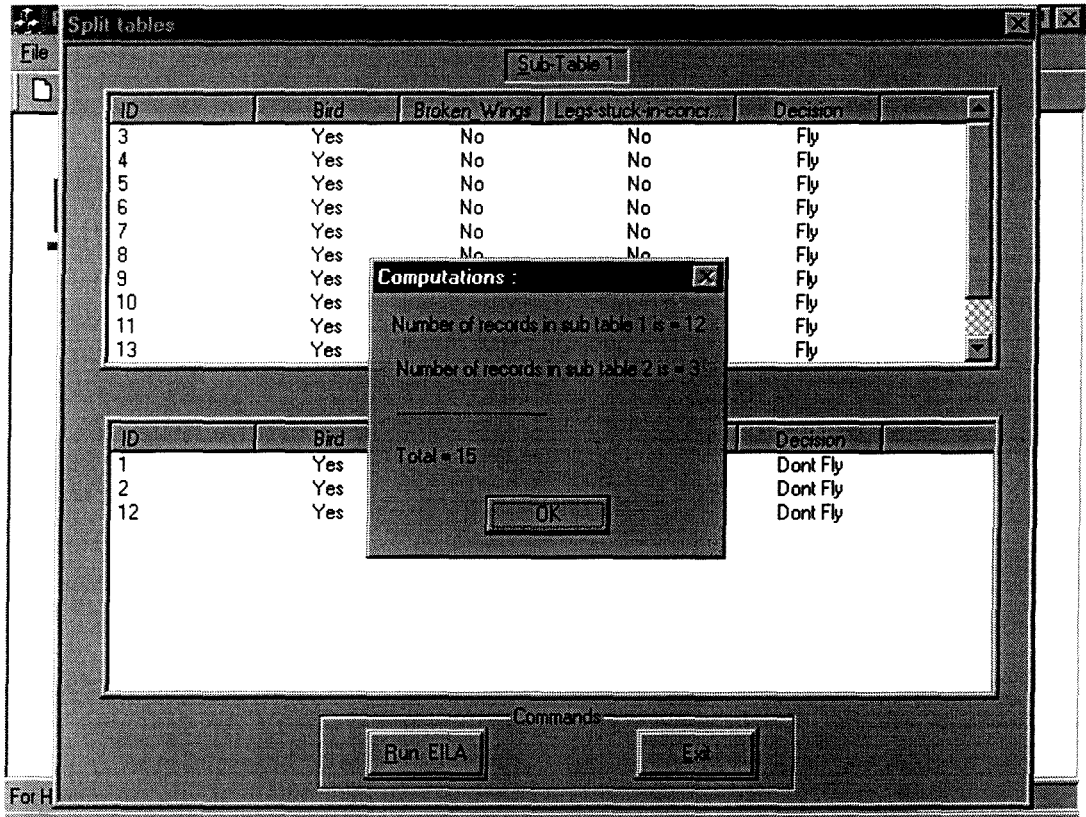 Split tables
File
Sub-Table 1
ID Bird Broken_Wings Legs-stuck-in-concr... Decision
3 Yes No No Fly
4 Yes No No Fly
5 Yes No No Fly
6 Yes No No Fly
7 Yes No No Fly
8 Yes No No Fly
9 Yes Fly
10 Yes Fly
11 Yes Fly
13 Yes Fly
Computations :
Number of records in sub table 1 is = 12
Number of records in sub table 2 is = 3
Total = 15
OK
ID Bird Decision
1 Yes Dont Fly
2 Yes Dont Fly
12 Yes Dont Fly
Commands
Run EILA Exit
For H